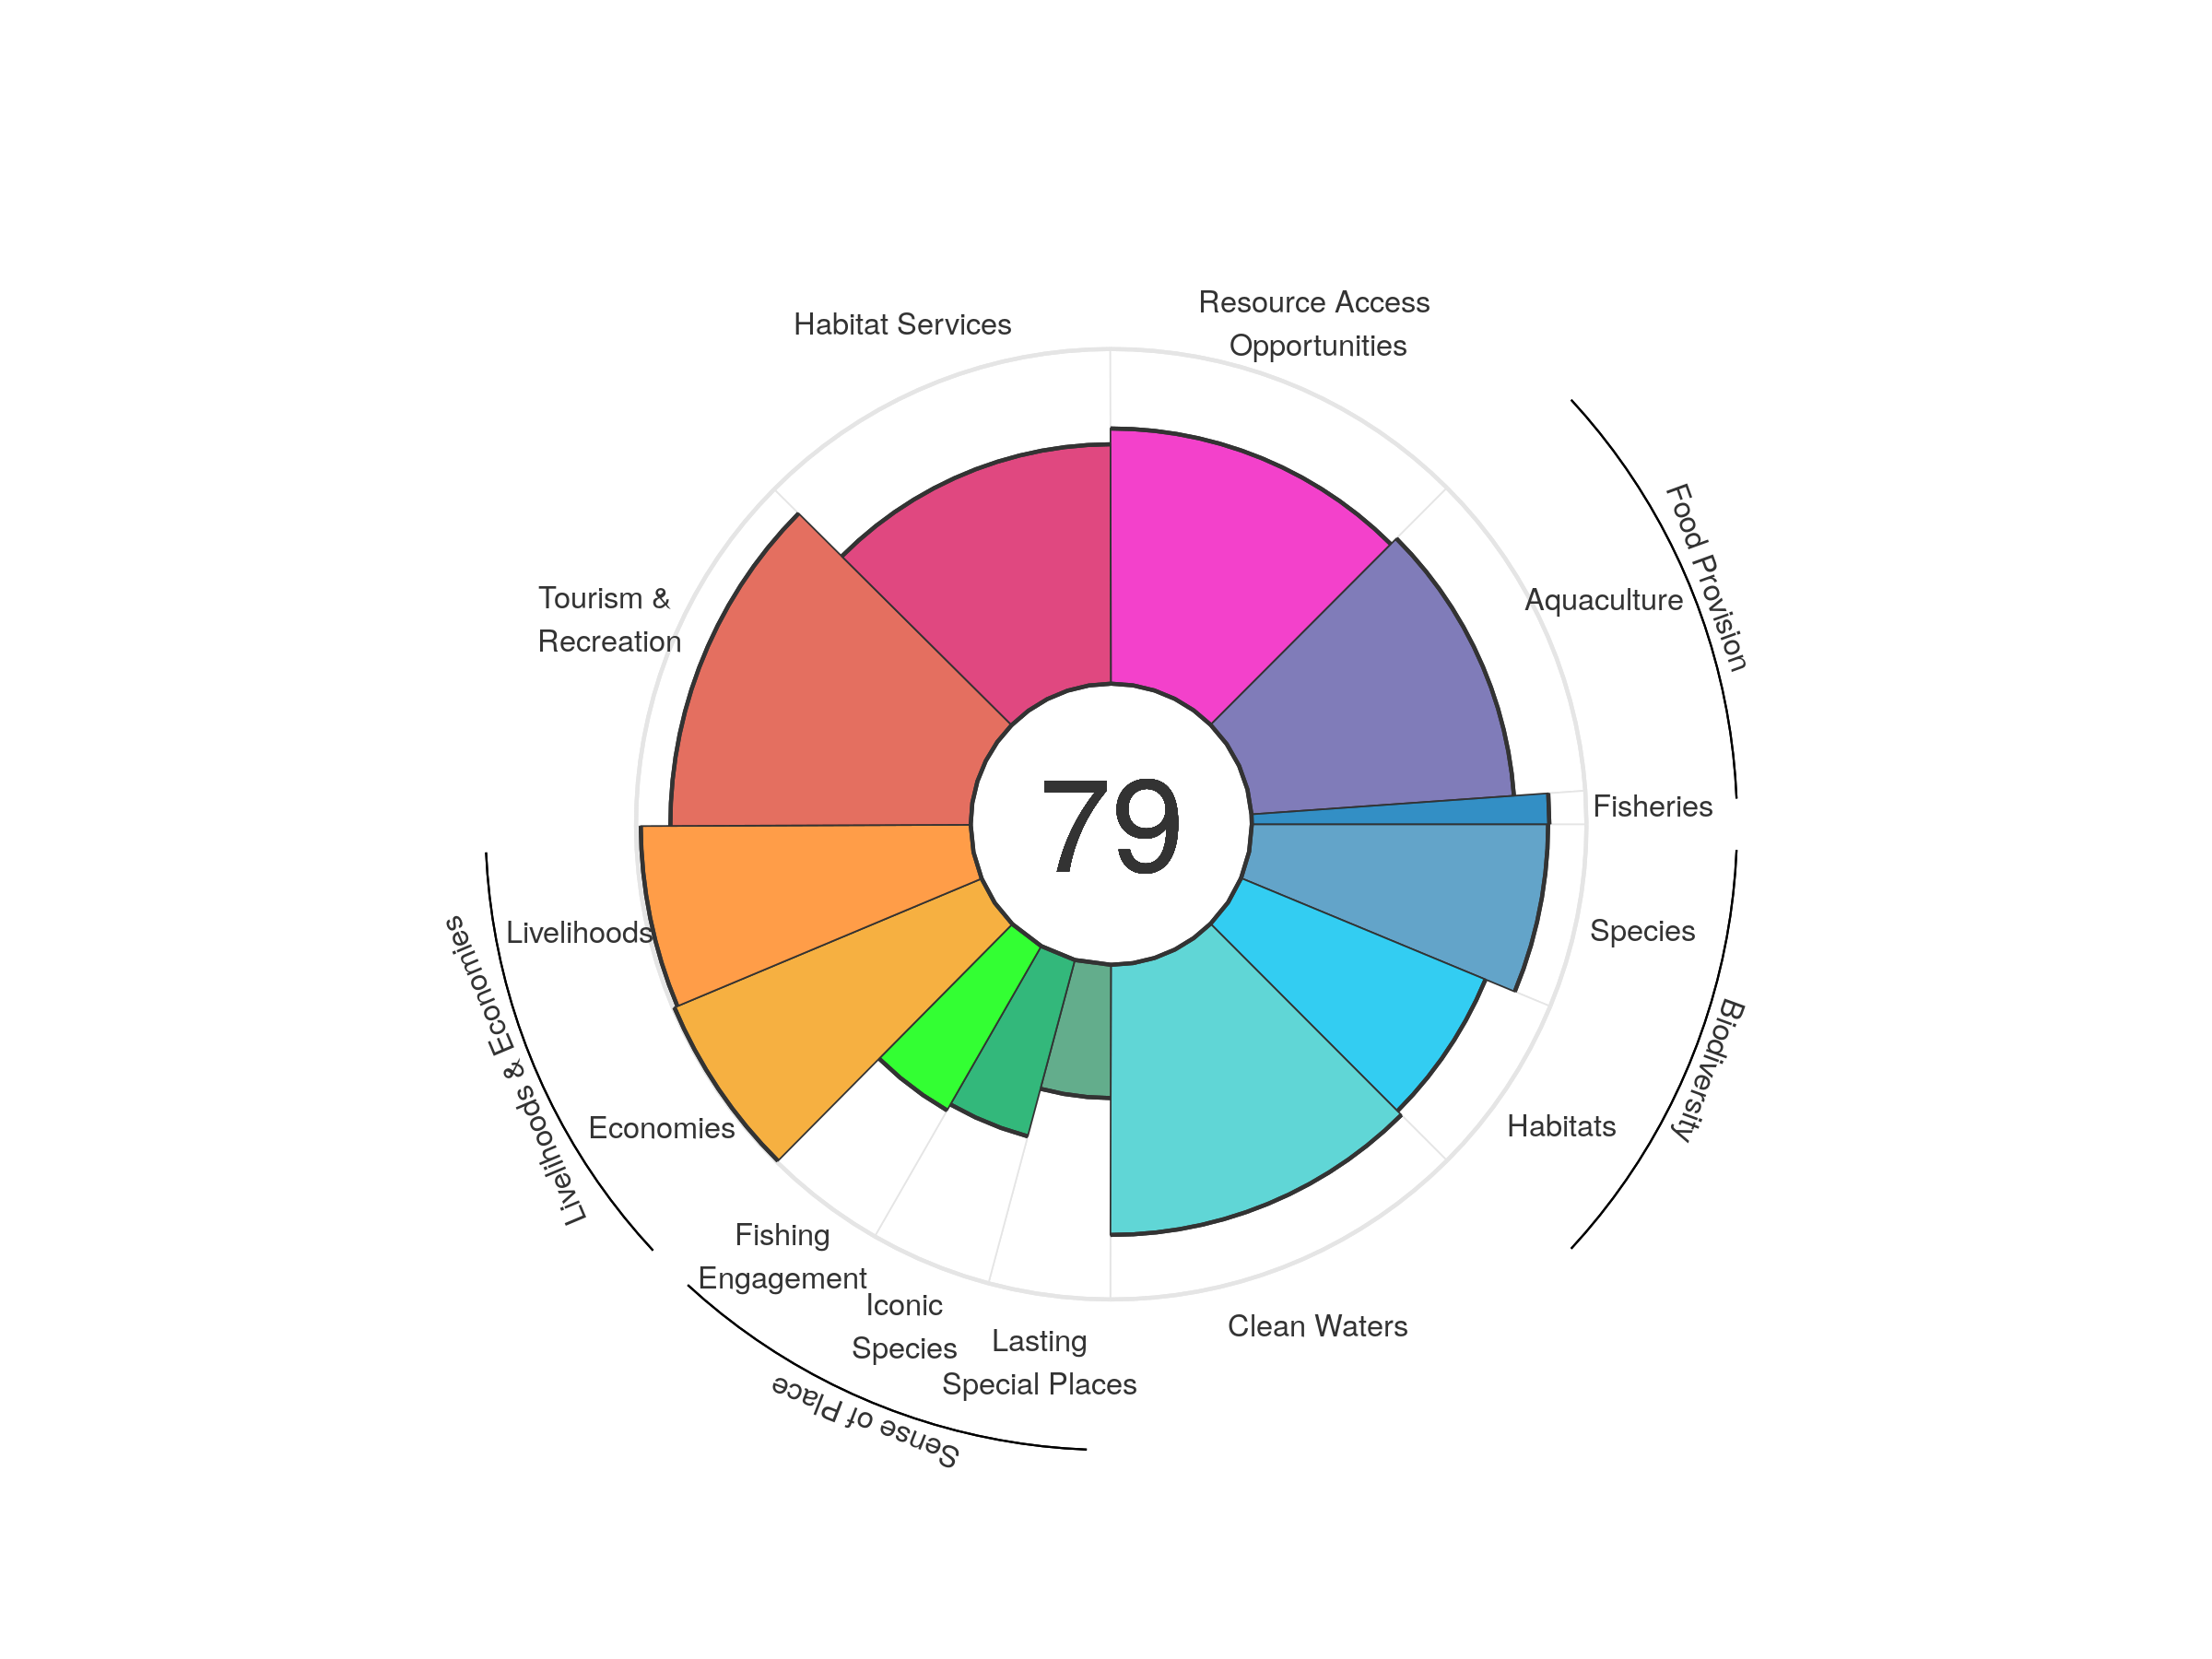 Resource Access
Opportunities
Habitat Services
Food Provision
Tourism &
Recreation
Aquaculture
79
Fisheries
Livelihoods
Species
Livelihoods & Economies
Biodiversity
Economies
Habitats
Fishing
Engagement
Iconic
Species
Lasting
Special Places
Clean Waters
Sense of Place